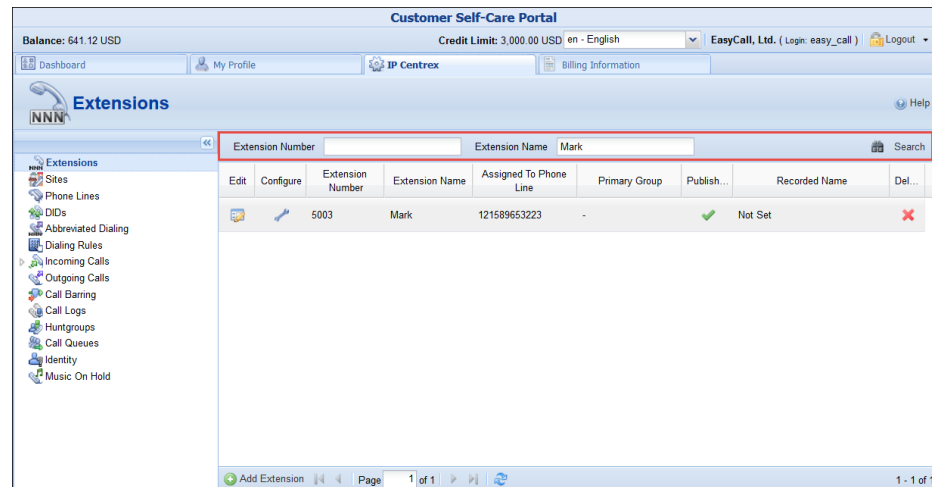 Customer Self-Care Portal
Balance: 641.12 USD Credit Limit: 3,000.00 USD en - English EasyCall, Ltd. ( Login: easy_call ) Logout
Dashboard My Profile IP Centrex Billing Information
NNN Extensions Help
Extension Number Extension Name Mark Search
Extensions
Sites
Phone Lines
DIDs
Abbreviated Dialing
Dialing Rules
Incoming Calls
Outgoing Calls
Call Barring
Call Logs
Huntgroups
Call Queues
Identity
Music On Hold
Edit Configure Extension Number Extension Name Assigned To Phone Line Primary Group Publish... Recorded Name Del...
5003 Mark 121589653223 - Not Set
Add Extension Page 1 of 1 1 - 1 of 1